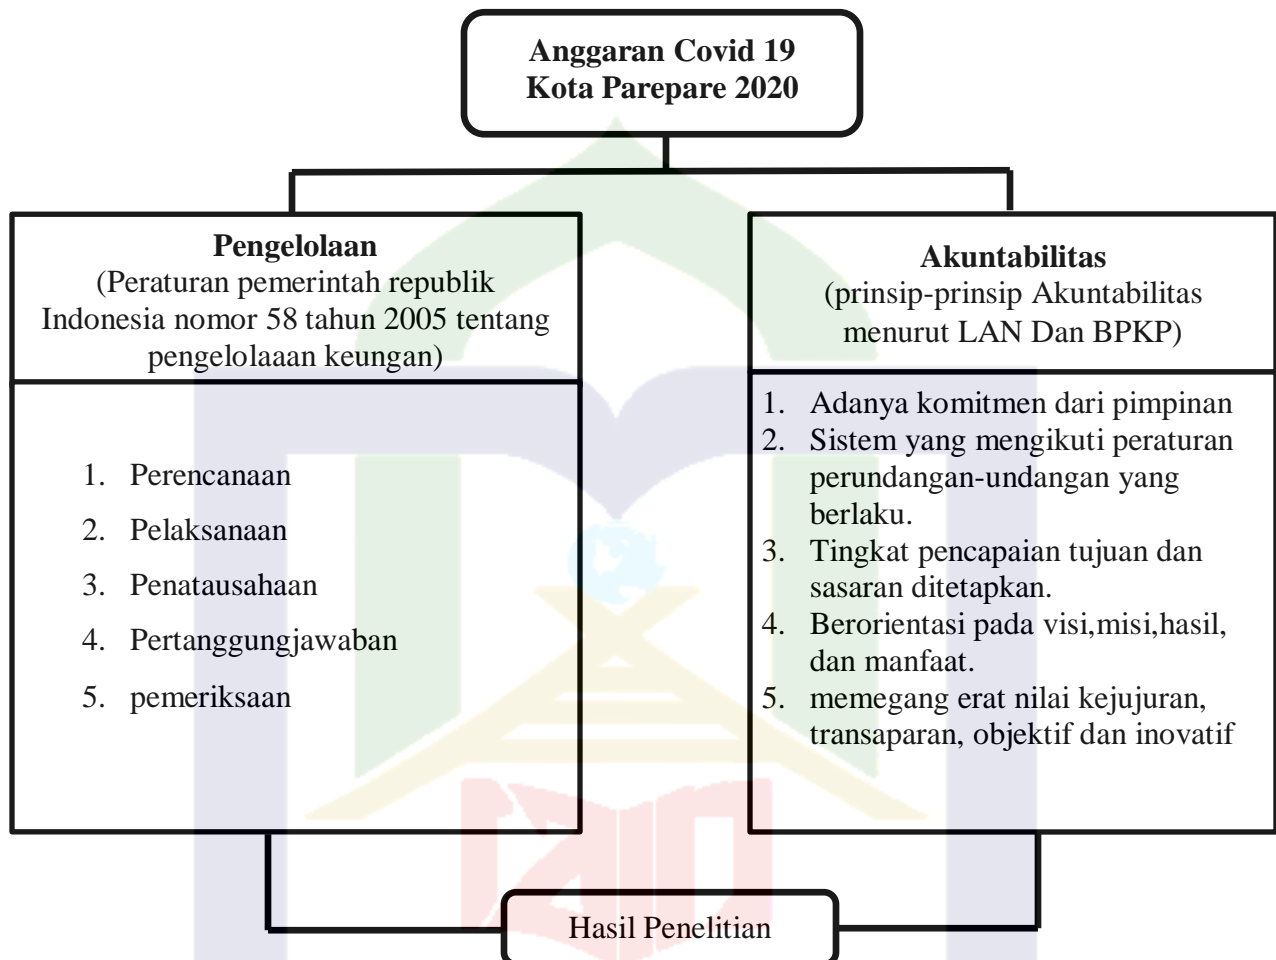 Anggaran Covid 19
Kota Parepare 2020
Pengelolaan
(Peraturan pemerintah republik
Indonesia nomor 58 tahun 2005 tentang
pengelolaaan keungan)
1. Perencanaan
2. Pelaksanaan
3. Penatausahaan
4. Pertanggungjawaban
5. pemeriksaan
Akuntabilitas
(prinsip-prinsip Akuntabilitas
menurut LAN Dan BPKP)
1. Adanya komitmen dari pimpinan
2. Sistem yang mengikuti peraturan
perundangan-undangan yang
berlaku.
3. Tingkat pencapaian tujuan dan
sasaran ditetapkan.
4. Berorientasi pada visi,misi,hasil,
dan manfaat.
5. memegang erat nilai kejujuran,
transaparan, objektif dan inovatif
Hasil Penelitian